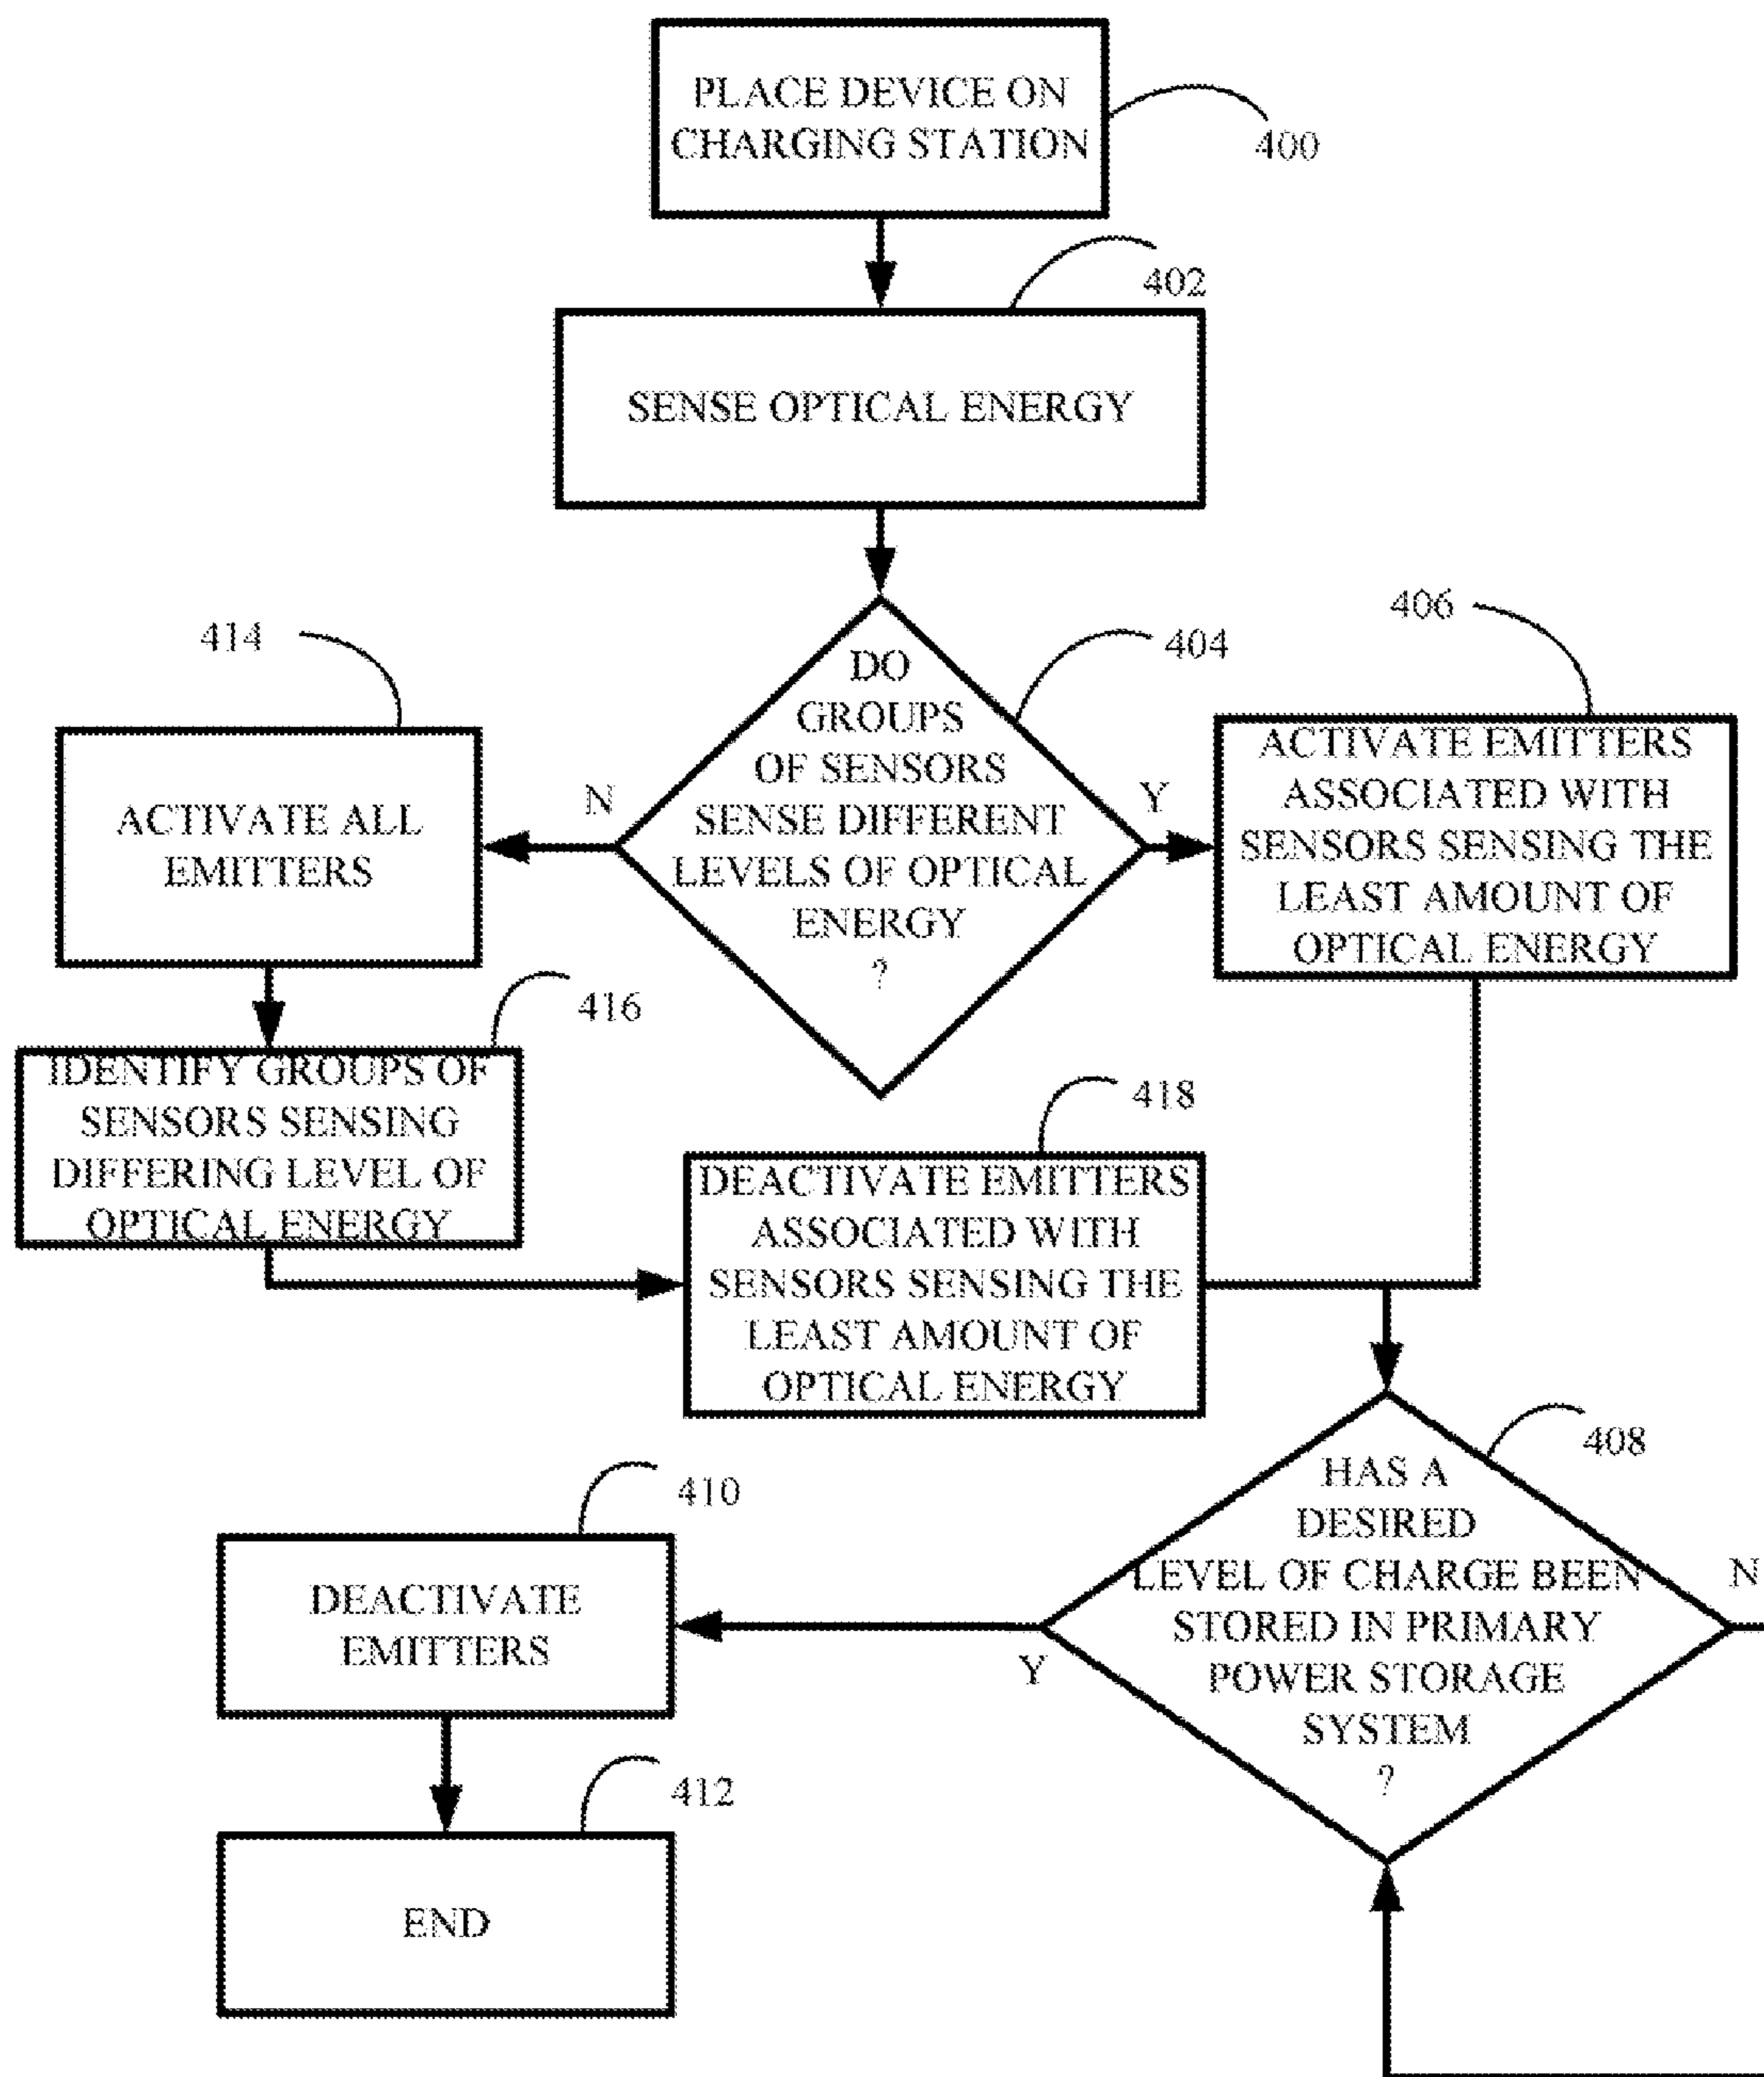 PLACE DEVICE ON
CHARGING STATION
400
402
SENSE OPTICAL ENERGY
404
DO
GROUPS
OF SENSORS
SENSE DIFFERENT
LEVELS OF OPTICAL
ENERGY
?
N
Y
406
ACTIVATE EMITTERS
ASSOCIATED WITH
SENSORS SENSING THE
LEAST AMOUNT OF
OPTICAL ENERGY
414
ACTIVATE ALL
EMITTERS
416
IDENTIFY GROUPS OF
SENSORS SENSING
DIFFERING LEVEL OF
OPTICAL ENERGY
418
DEACTIVATE EMITTERS
ASSOCIATED WITH
SENSORS SENSING THE
LEAST AMOUNT OF
OPTICAL ENERGY
408
HAS A
DESIRED
LEVEL OF CHARGE BEEN
STORED IN PRIMARY
POWER STORAGE
SYSTEM
?
N
Y
410
DEACTIVATE
EMITTERS
412
END